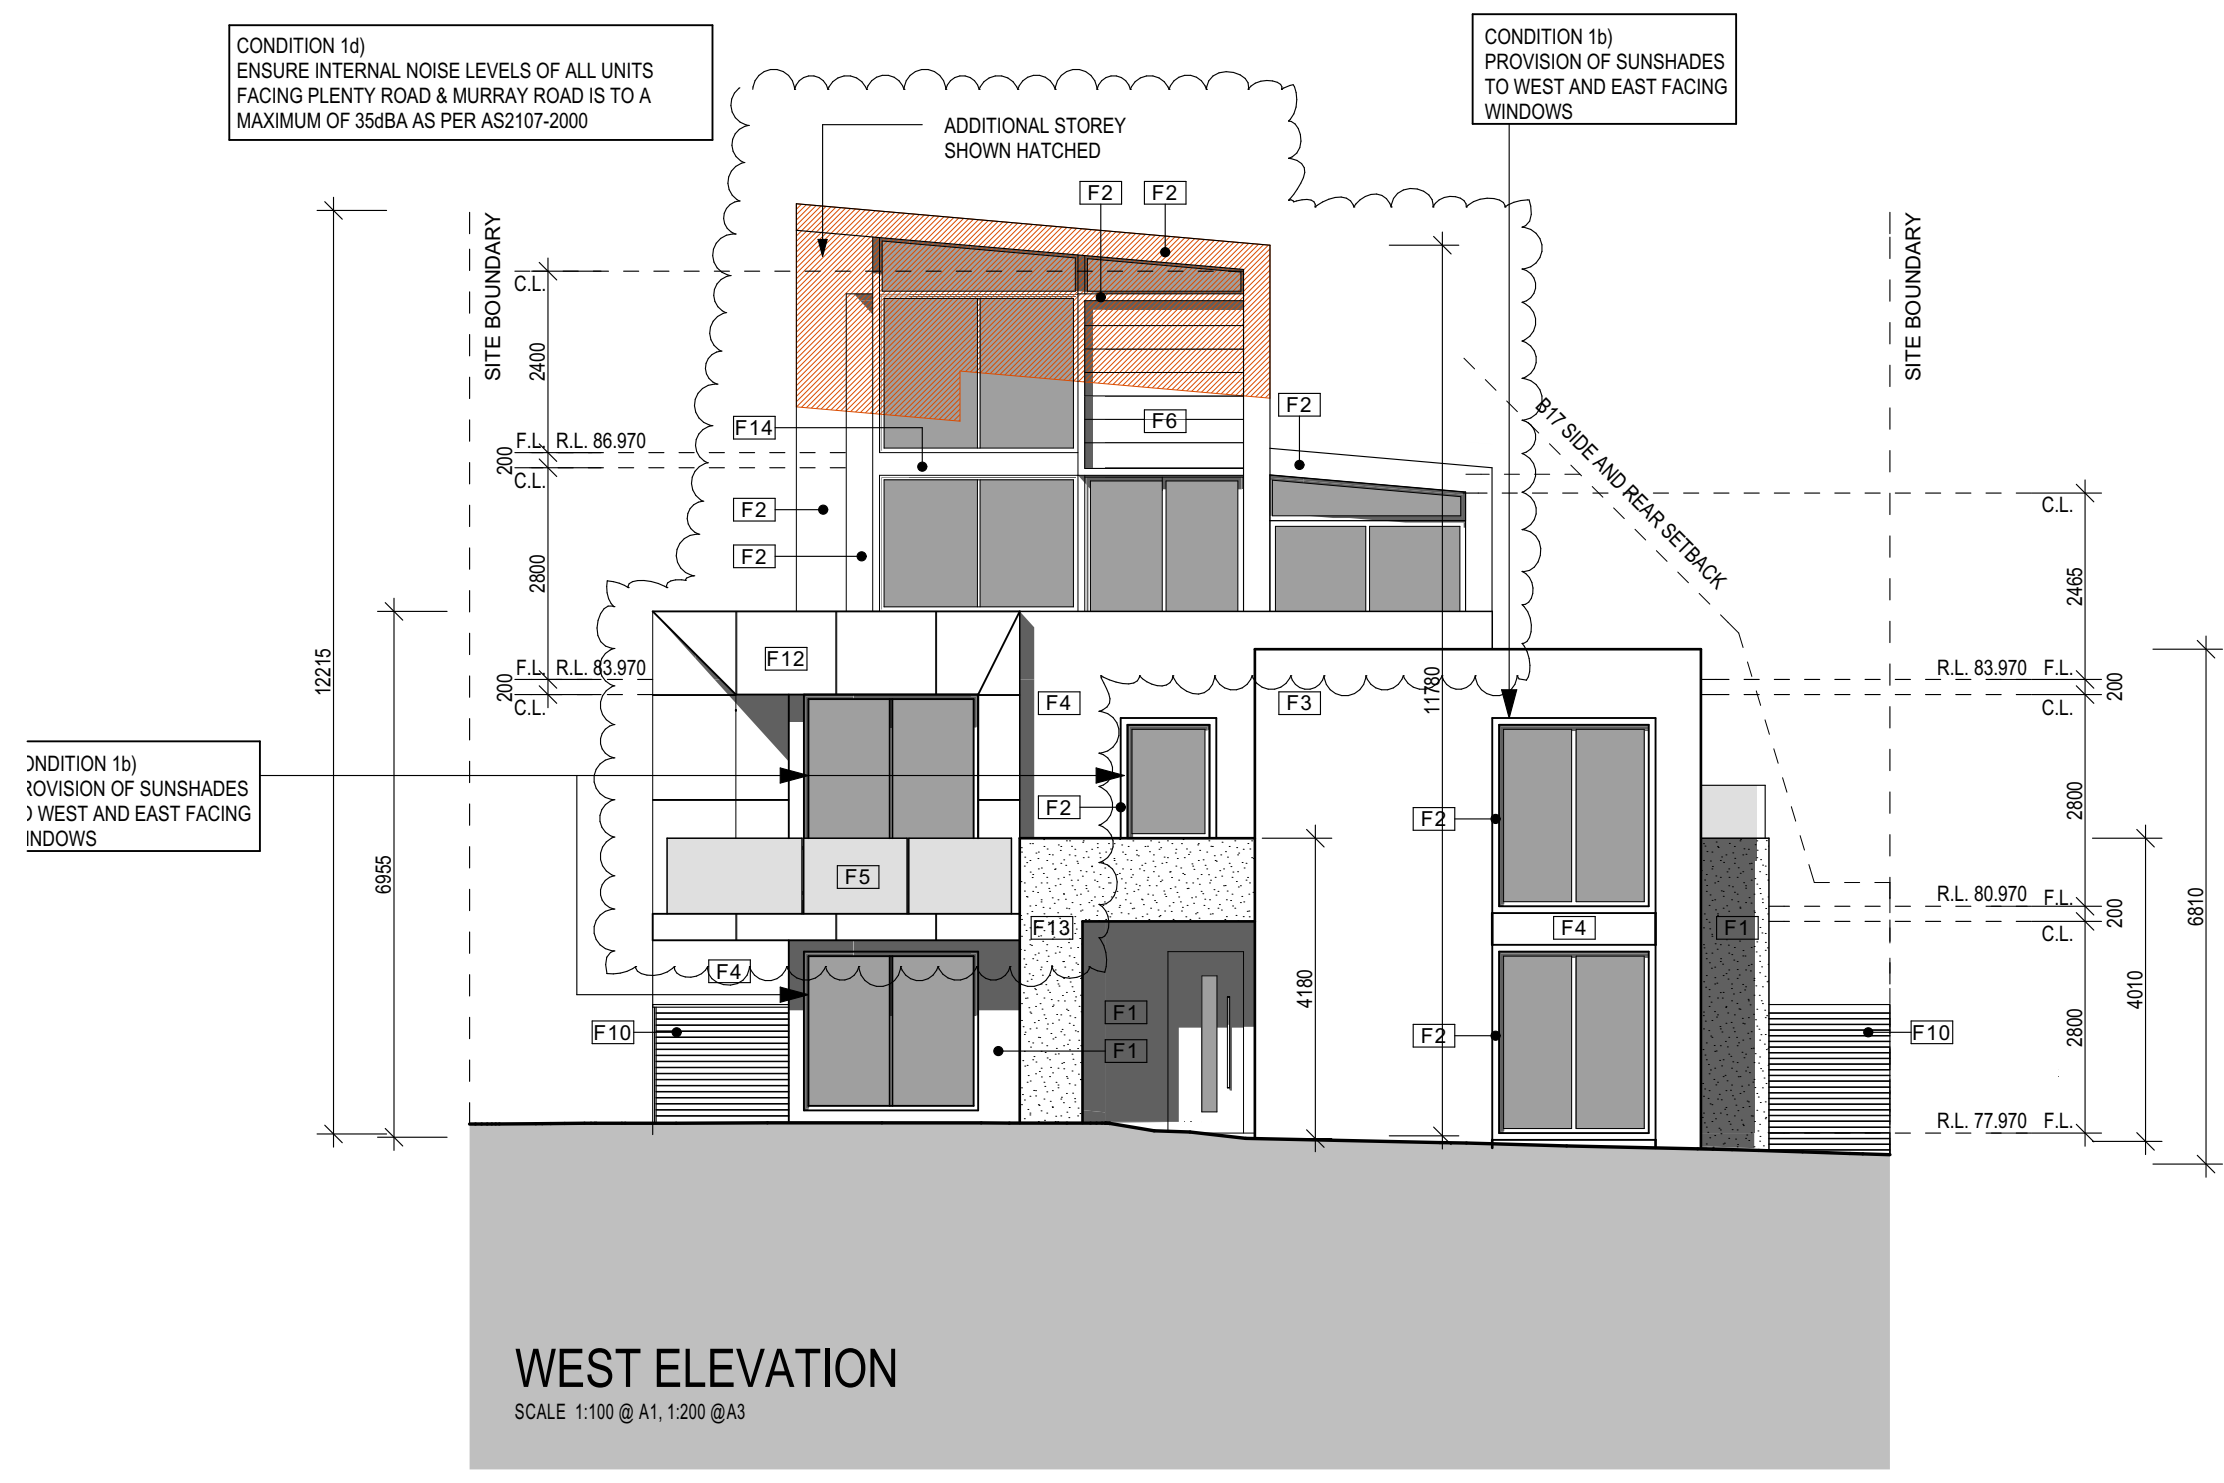 CONDITION 1d)
ENSURE INTERNAL NOISE LEVELS OF ALL UNITS
FACING PLENTY ROAD & MURRAY ROAD IS TO A
MAXIMUM OF 35dBA AS PER AS2107-2000
CONDITION 1b)
PROVISION OF SUNSHADES
TO WEST AND EAST FACING
WINDOWS
ADDITIONAL STOREY
SHOWN HATCHED
F2
F2
SITE BOUNDARY
SITE BOUNDARY
C.L.
2400
F2
F6
F14
B17 SIDE AND REAR SETBACK
F.L.
R.L. 86.970
200
C.L.
F2
C.L.
F2
2800
2465
12215
F12
F.L.
R.L. 83.970
200
C.L.
R.L. 83.970
F.L.
200
C.L.
F4
F3
11780
ONDITION 1b)
ROVISION OF SUNSHADES
O WEST AND EAST FACING
INDOWS
F2
F2
2800
6955
F5
R.L. 80.970
F.L.
200
C.L.
6810
F13
F4
F1
F4
4180
4010
F1
F10
F1
F2
2800
F10
R.L. 77.970
F.L.
WEST ELEVATION
SCALE 1:100 @ A1, 1:200 @A3